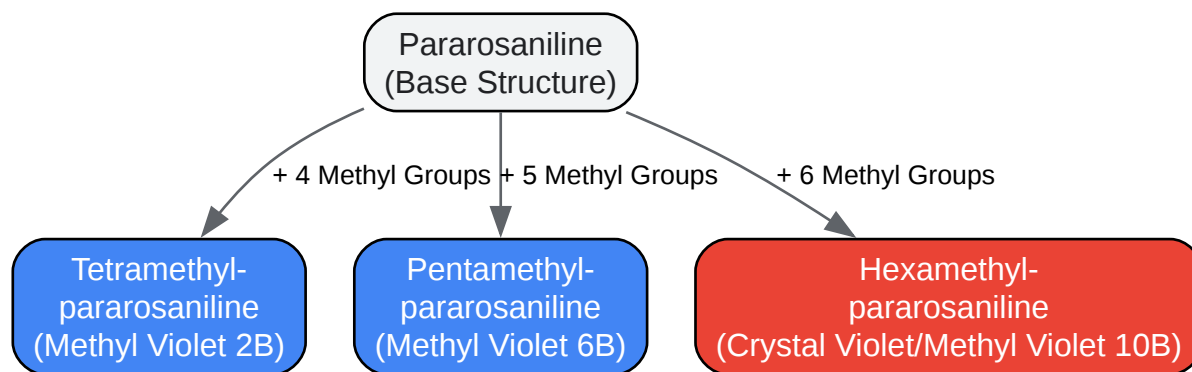 Pararosaniline
(Base Structure)
+ 4 Methyl Groups
+ 5 Methyl Groups
+ 6 Methyl Groups
Tetramethyl-
pararosaniline
(Methyl Violet 2B)
Pentamethyl-
pararosaniline
(Methyl Violet 6B)
Hexamethyl-
pararosaniline
(Crystal Violet/Methyl Violet 10B)